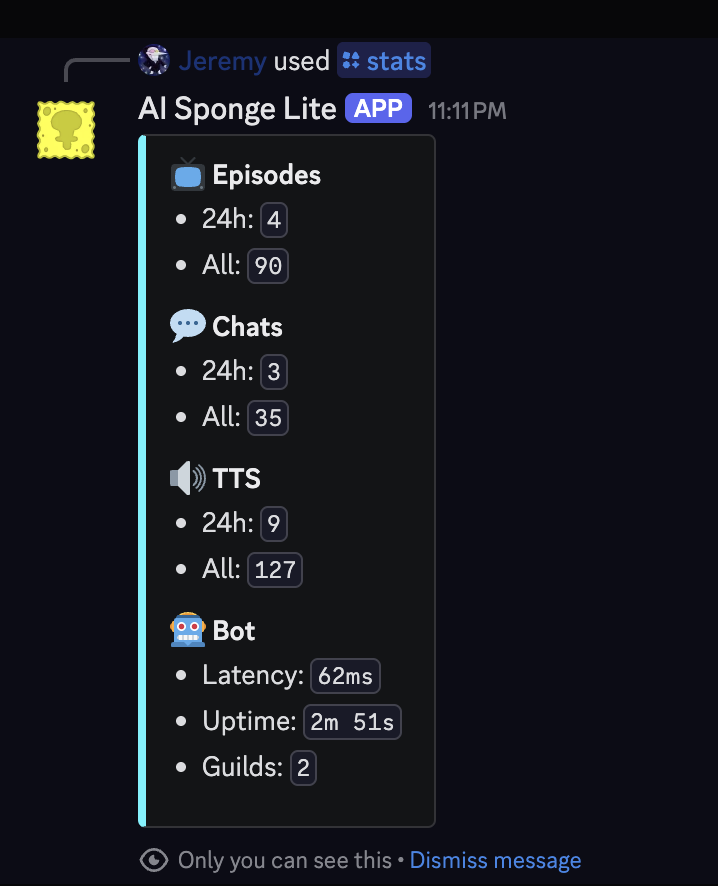 Jeremy used stats
AI Sponge Lite APP 11:11 PM
Episodes
• 24h: 4
• All: 90
Chats
• 24h: 3
• All: 35
TTS
• 24h: 9
• All: 127
Bot
• Latency: 62ms
• Uptime: 2m 51s
• Guilds: 2
Only you can see this • Dismiss message